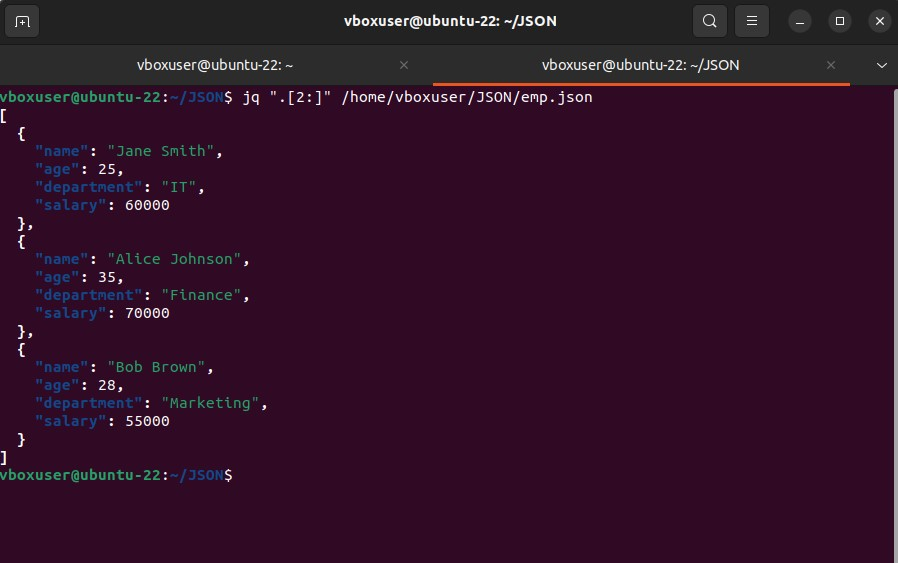 vboxuser@ubuntu-22: ~/JSON
vboxuser@ubuntu-22: ~
vboxuser@ubuntu-22: ~/JSON
vboxuser@ubuntu-22:~/JSON$ jq ".[2:]" /home/vboxuser/JSON/emp.json
[
  {
    "name": "Jane Smith",
    "age": 25,
    "department": "IT",
    "salary": 60000
  },
  {
    "name": "Alice Johnson",
    "age": 35,
    "department": "Finance",
    "salary": 70000
  },
  {
    "name": "Bob Brown",
    "age": 28,
    "department": "Marketing",
    "salary": 55000
  }
]
vboxuser@ubuntu-22:~/JSON$